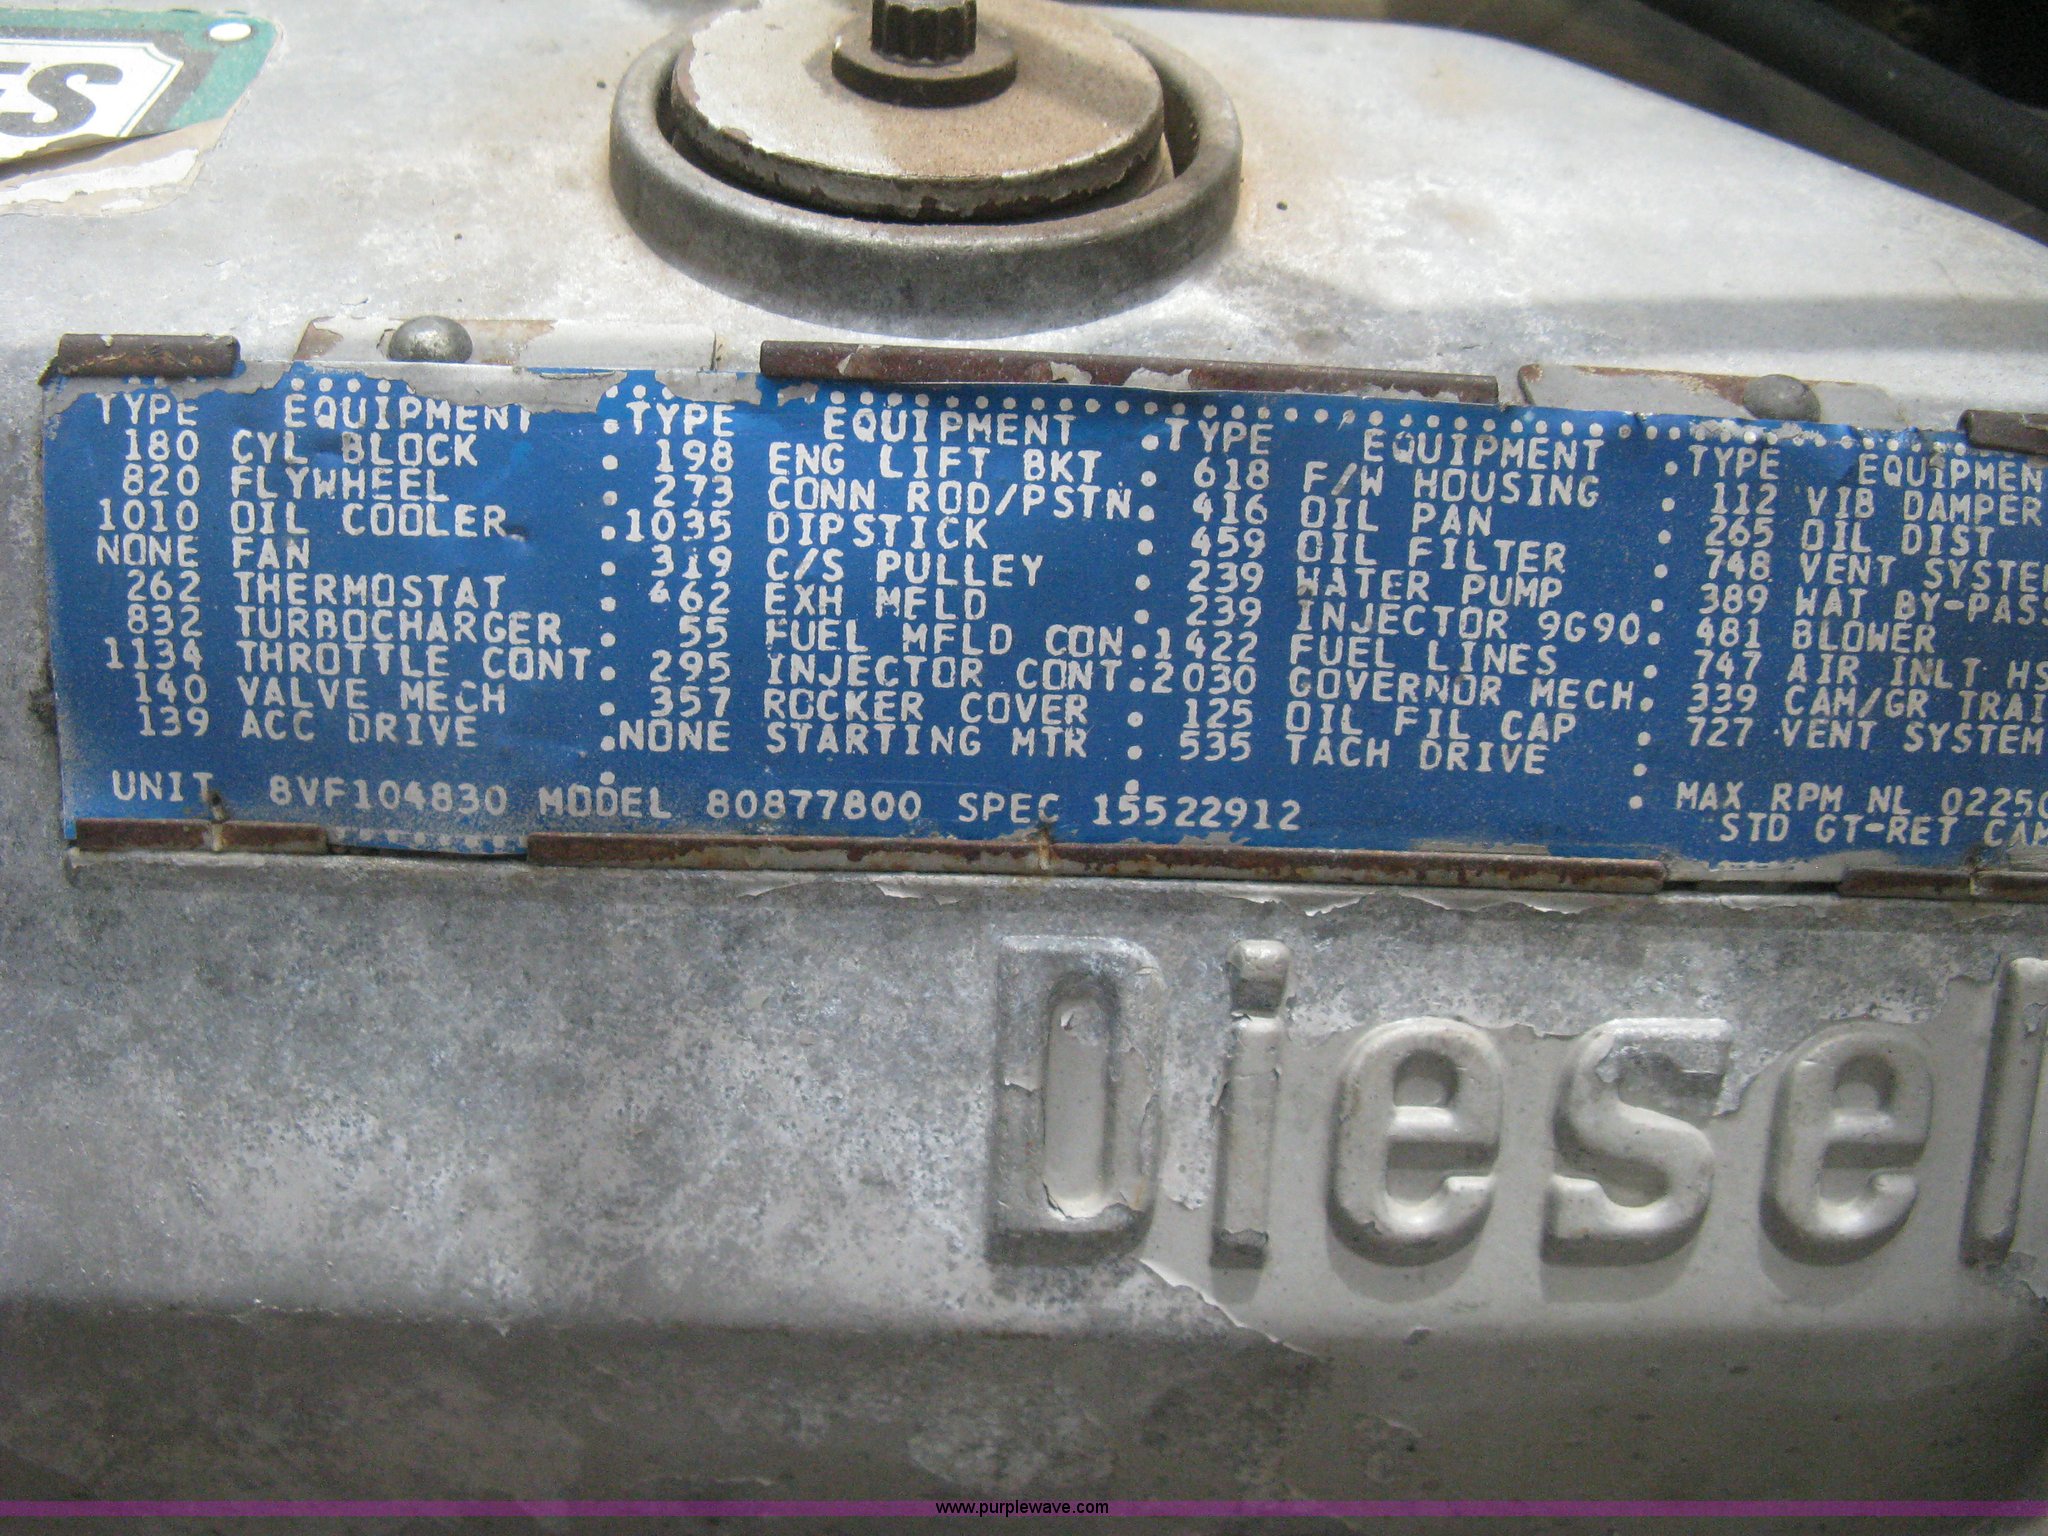 TYPE EQUIPMENT . TYPE EQUIPMENT . TYPE EQUIPMENT . TYPE EQUIPMEN
180 CYL BLOCK . 198 ENG LIFT BKT . 618 F/W HOUSING . 112 VIB DAMPER
820 FLYWHEEL . 273 CONN ROD/PSTN . 416 OIL PAN . 265 OIL DIST
1010 OIL COOLER . 1035 DIPSTICK . 459 OIL FILTER . 748 VENT SYSTE
NONE FAN . 319 C/S PULLEY . 239 WATER PUMP . 389 WAT BY-PASS
262 THERMOSTAT . 462 EXH MFLD . 239 INJECTOR 9G90 . 481 BLOWER
832 TURBOCHARGER . 55 FUEL MFLD CON . 1422 FUEL LINES . 747 AIR INLT HS
1134 THROTTLE CONT . 295 INJECTOR CONT . 2030 GOVERNOR MECH . 339 CAM/GR TRAI
140 VALVE MECH . 357 ROCKER COVER . 125 OIL FIL CAP . 727 VENT SYSTEM
139 ACC DRIVE . NONE STARTING MTR . 535 TACH DRIVE .
UNIT 8VF104830 MODEL 80877800 SPEC 15522912 . MAX RPM NL 02250
STD GT-RET CAM
Diesel
www.purplewave.com